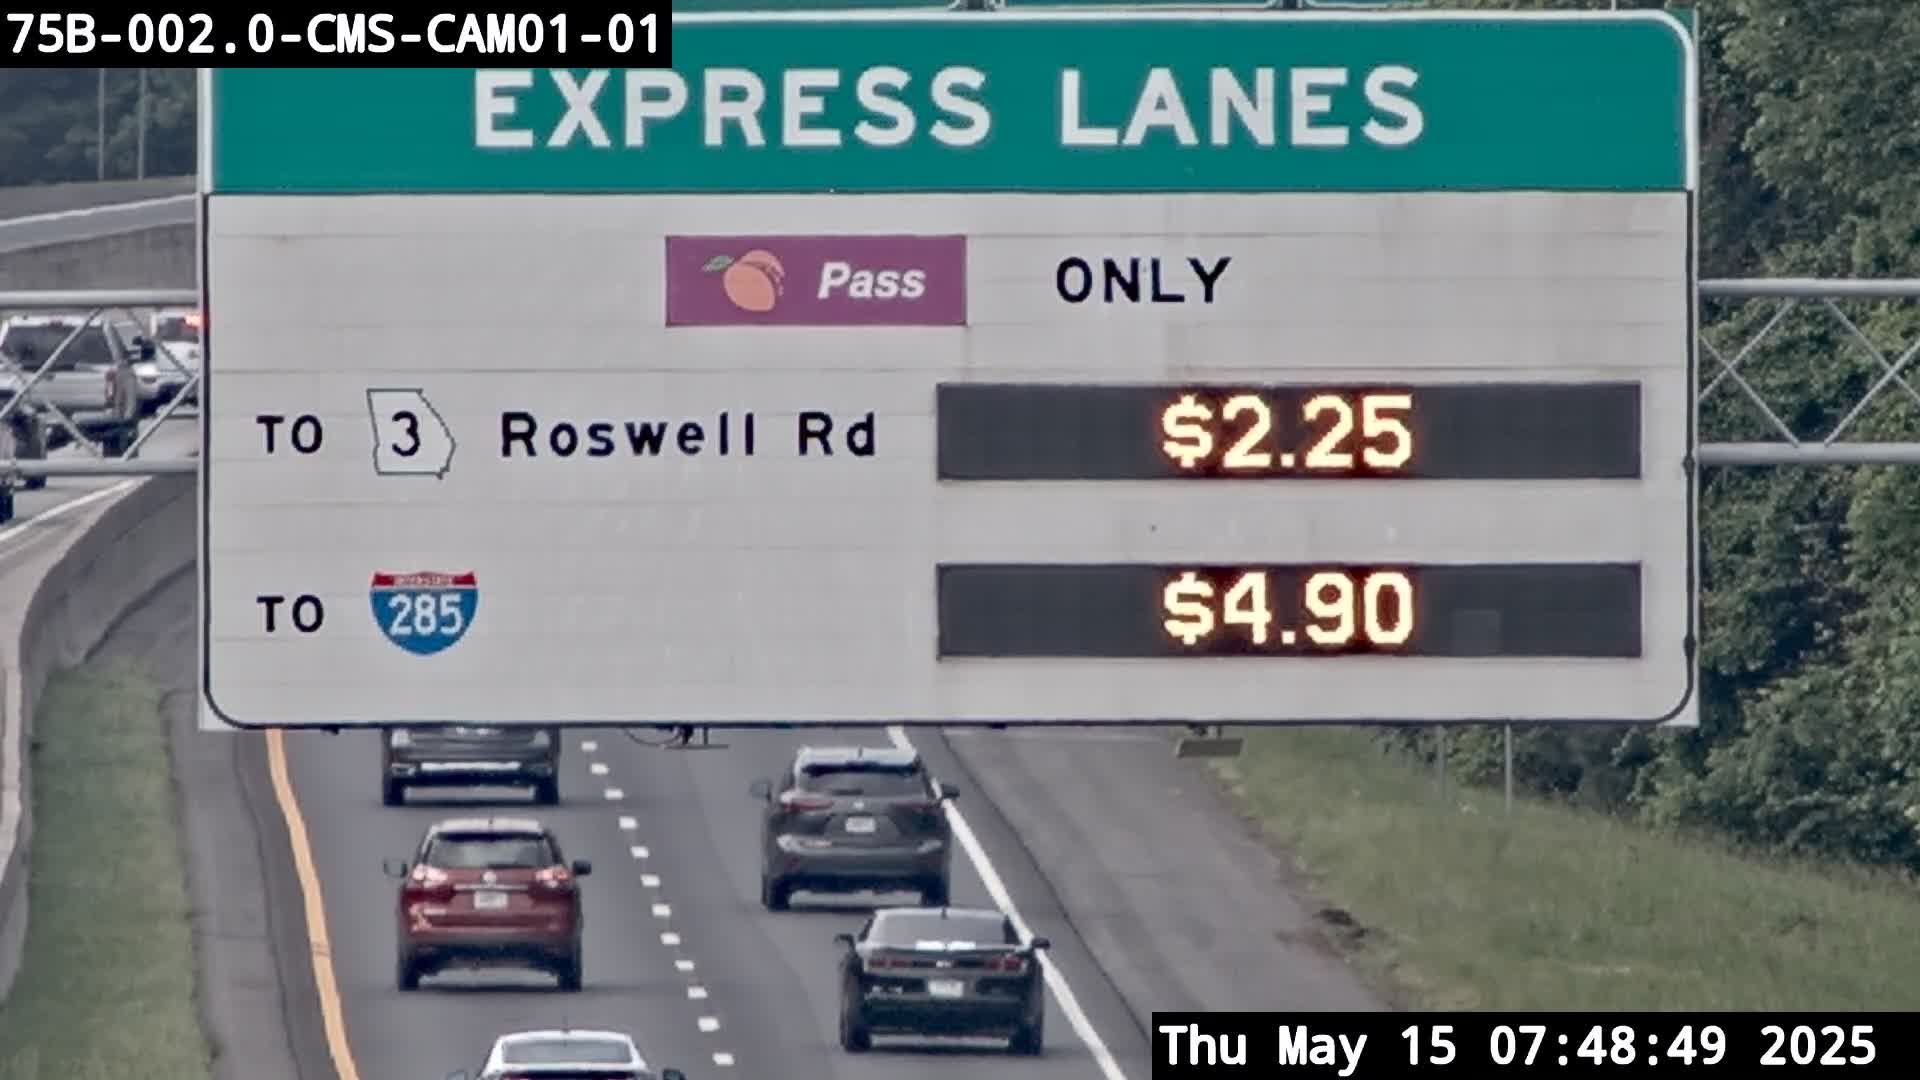 75B-002.0-CMS-CAM01-01
EXPRESS LANES
Pass ONLY
TO 3 Roswell Rd $2.25
TO INTERSTATE 285 $4.90
Thu May 15 07:48:49 2025